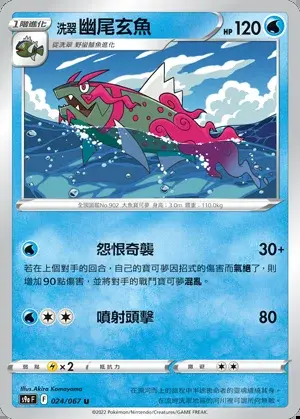 1階進化
洗翠 幽尾玄魚
HP 120
從洗翠 野蠻鱸魚進化
全國圖鑑No.902 大魚寶可夢 身高:3.0m 體重:110.0kg
怨恨奇襲 30+
若在上個對手的回合,自己的寶可夢因招式的傷害而氣絕了,則
增加90點傷害,並將對手的戰鬥寶可夢混亂。
噴射頭擊 80
弱點 ×2 抵抗力 撤退
Illus.Akira Komayama
s9a F F 024/067 U
©2022 Pokémon/Nintendo/Creatures/GAME FREAK